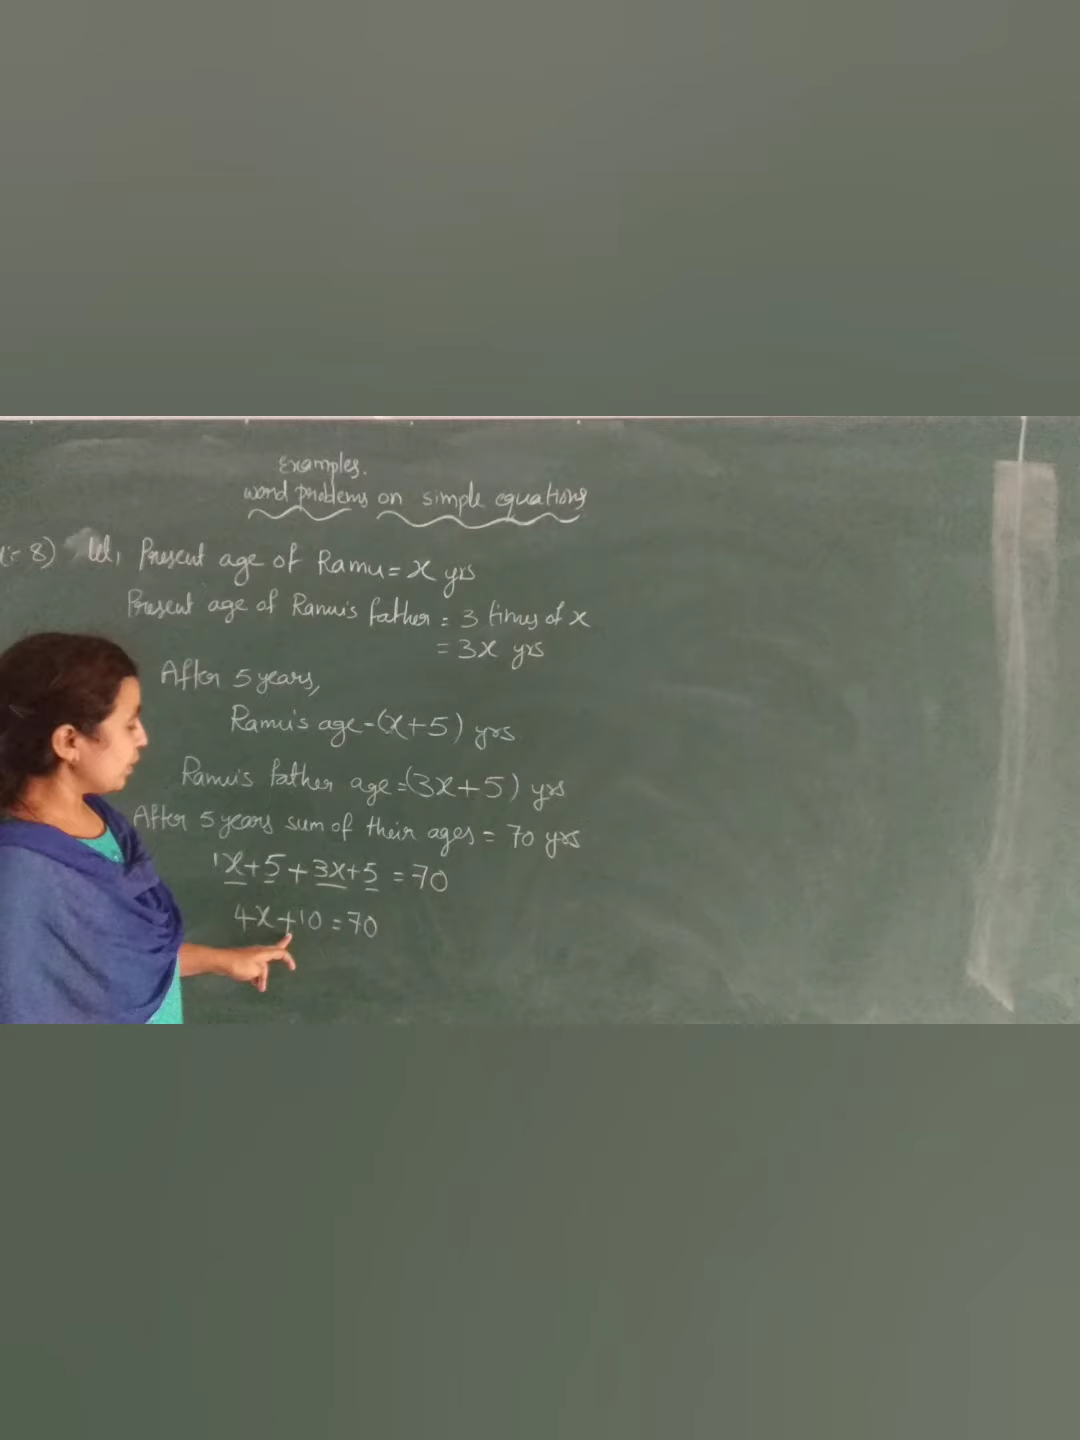 Examples.
word problems on simple equations
8) let, Present age of Ramu = x yrs
Present age of Ramu's father = 3 times of x
= 3x yrs
After 5 years,
Ramu's age = (x+5) yrs
Ramu's father age = (3x+5) yrs
After 5 years sum of their ages = 70 yrs
1x+5+3x+5 = 70
4x+10 = 70